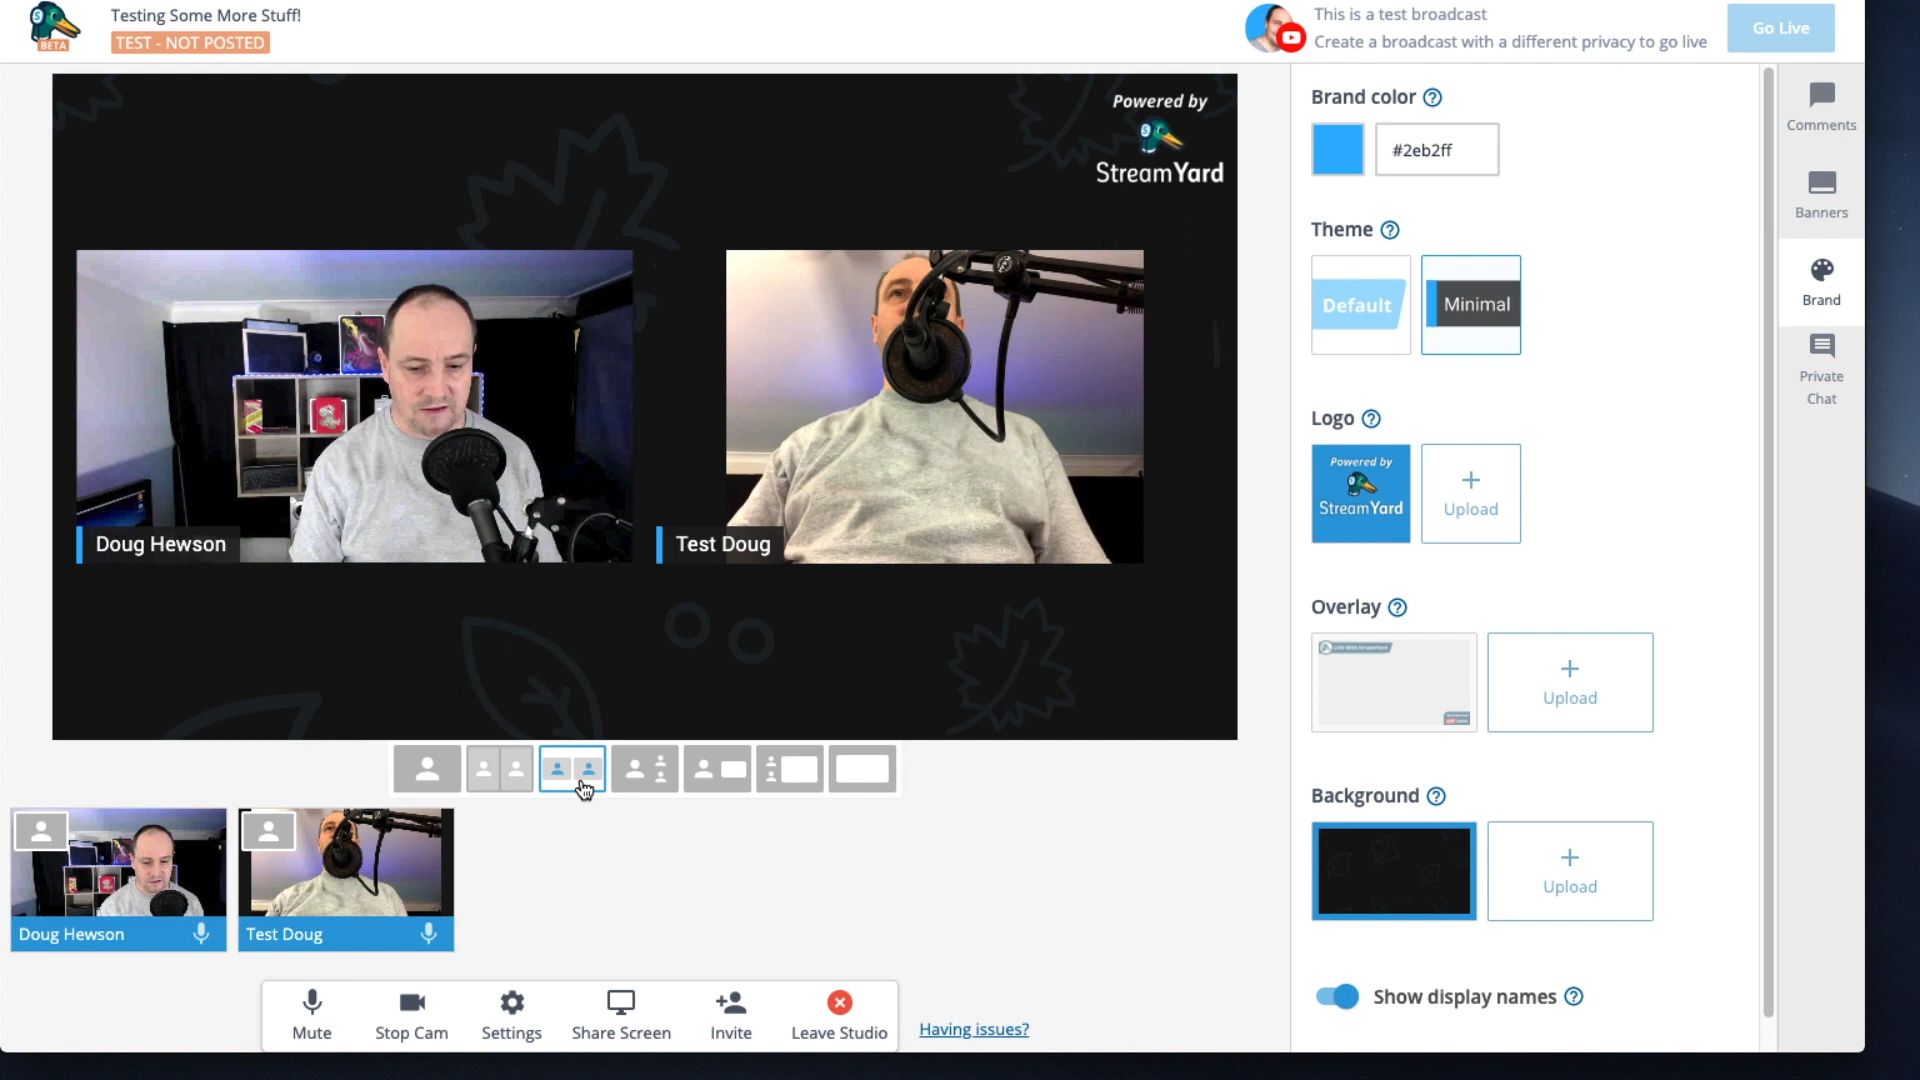 Testing Some More Stuff!
BETA
TEST - NOT POSTED
This is a test broadcast
Create a broadcast with a different privacy to go live
Go Live
Powered by
StreamYard
Doug Hewson
Test Doug
Doug Hewson
Test Doug
Mute
Stop Cam
Settings
Share Screen
Invite
Leave Studio
Having issues?
Brand color ?
#2eb2ff
Theme ?
Default
Minimal
Logo ?
Powered by
StreamYard
+
Upload
Overlay ?
+
Upload
Background ?
+
Upload
Show display names ?
Comments
Banners
Brand
Private
Chat